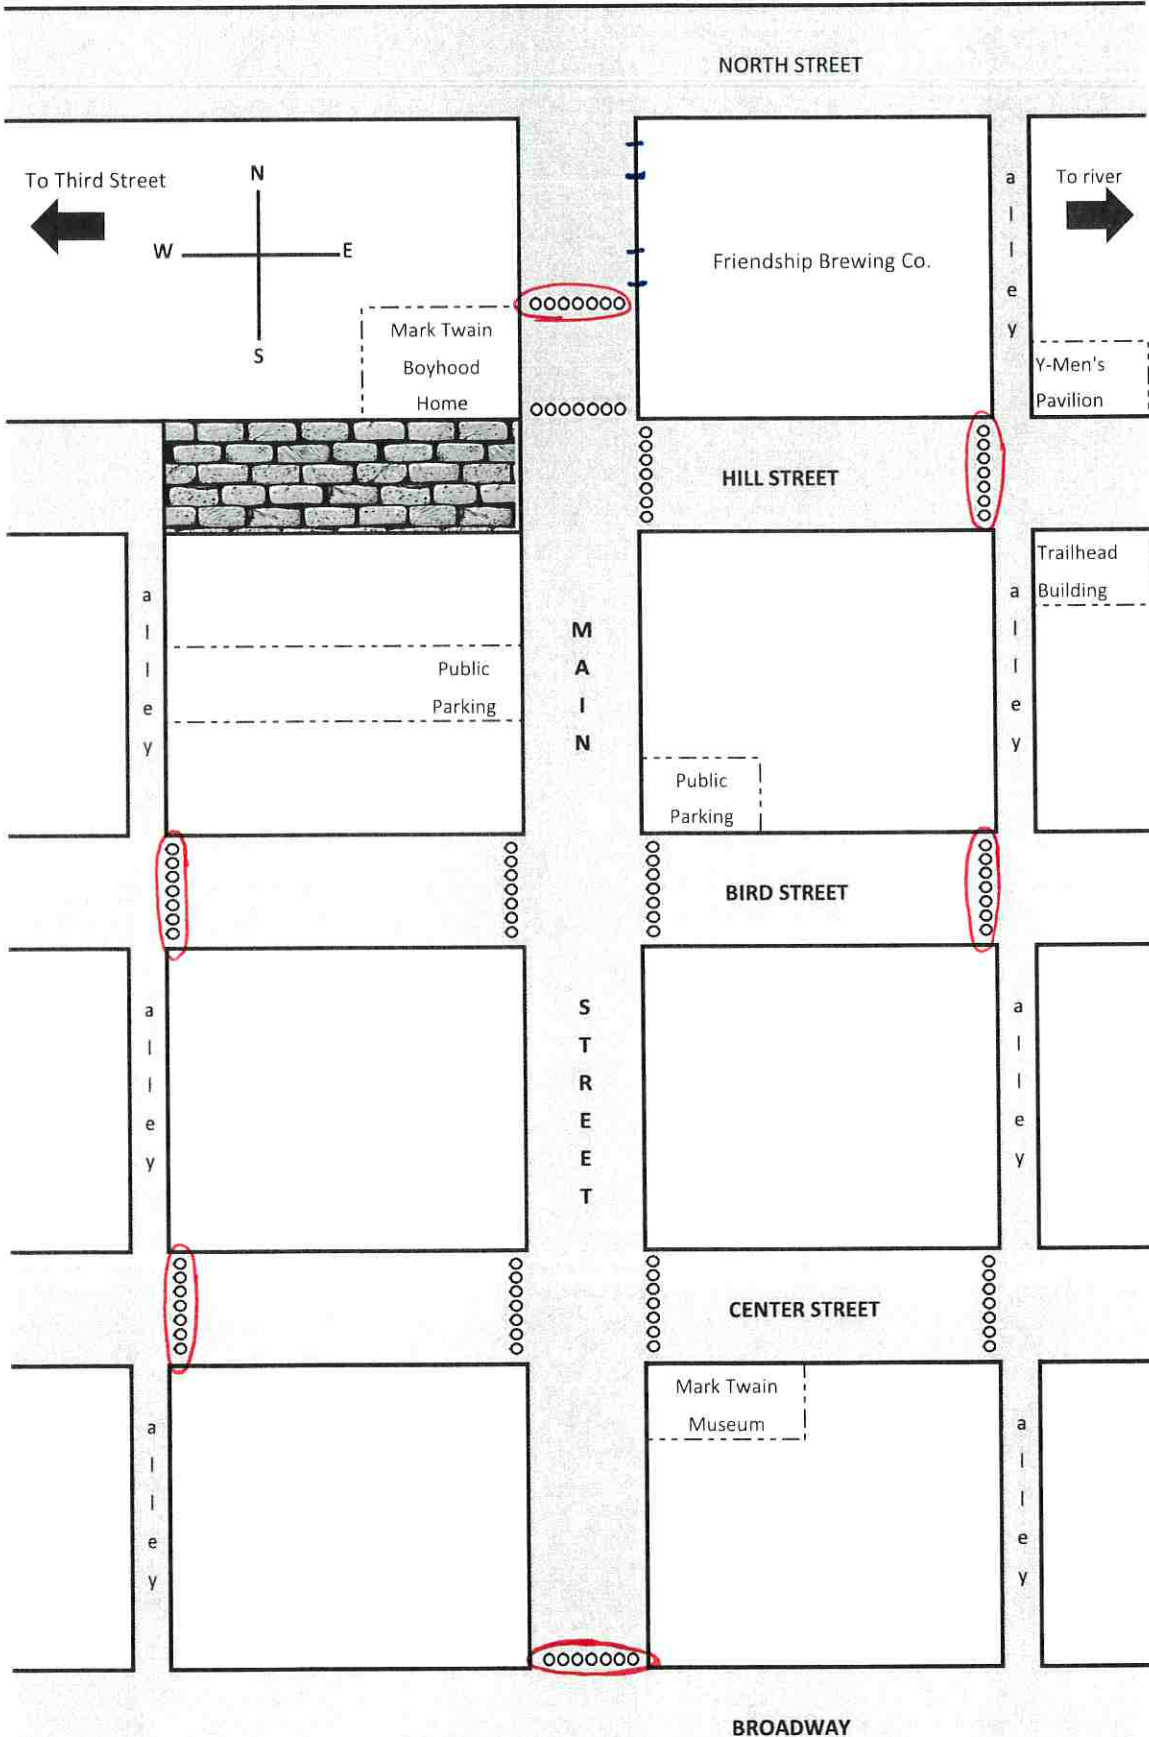 NORTH STREET
To Third Street
N
W
E
S
a
l
l
e
y
To river
Friendship Brewing Co.
Mark Twain
Boyhood
Home
Y-Men's
Pavilion
HILL STREET
Trailhead
Building
a
l
l
e
y
M
A
I
N
a
l
l
e
y
Public
Parking
Public
Parking
BIRD STREET
a
l
l
e
y
S
T
R
E
E
T
a
l
l
e
y
CENTER STREET
Mark Twain
Museum
a
l
l
e
y
a
l
l
e
y
BROADWAY